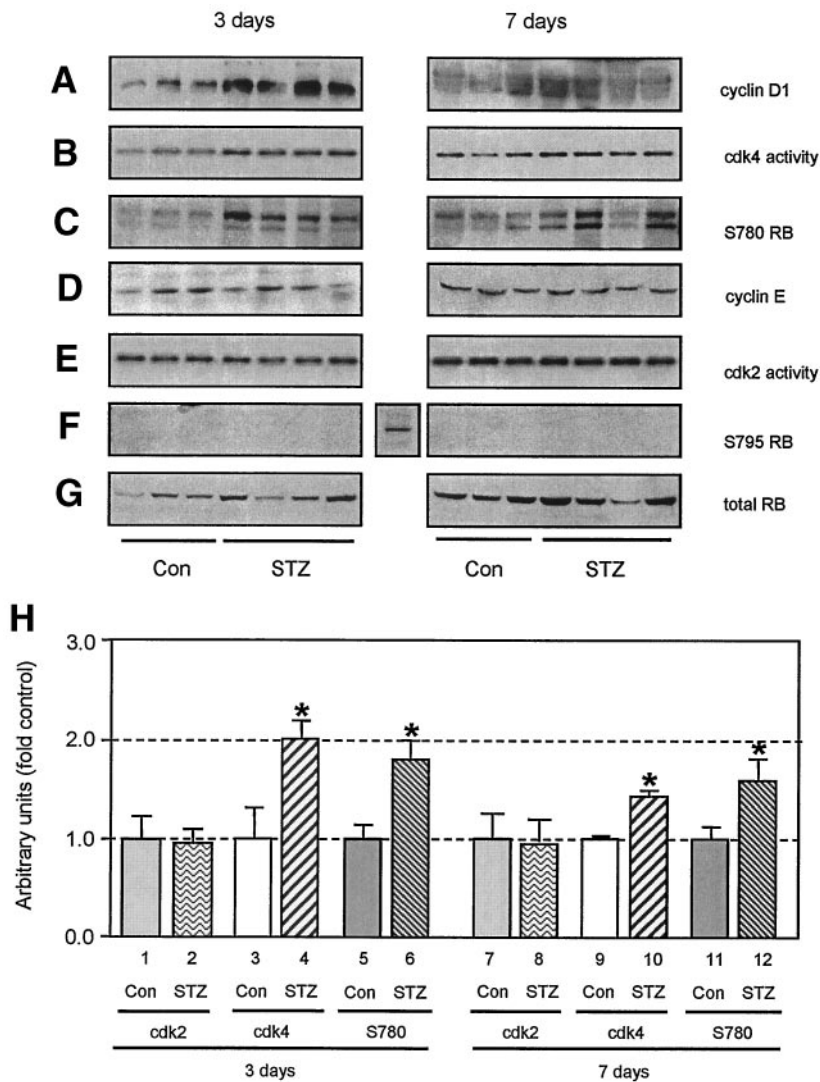 3 days 7 days
A cyclin D1
B cdk4 activity
C S780 RB
D cyclin E
E cdk2 activity
F S795 RB
G total RB
Con STZ Con STZ
H
Arbitrary units (fold control)
3.0
2.0
1.0
0.0
* * * *
1 2 3 4 5 6 7 8 9 10 11 12
Con STZ Con STZ Con STZ Con STZ Con STZ Con STZ
cdk2 cdk4 S780 cdk2 cdk4 S780
3 days 7 days